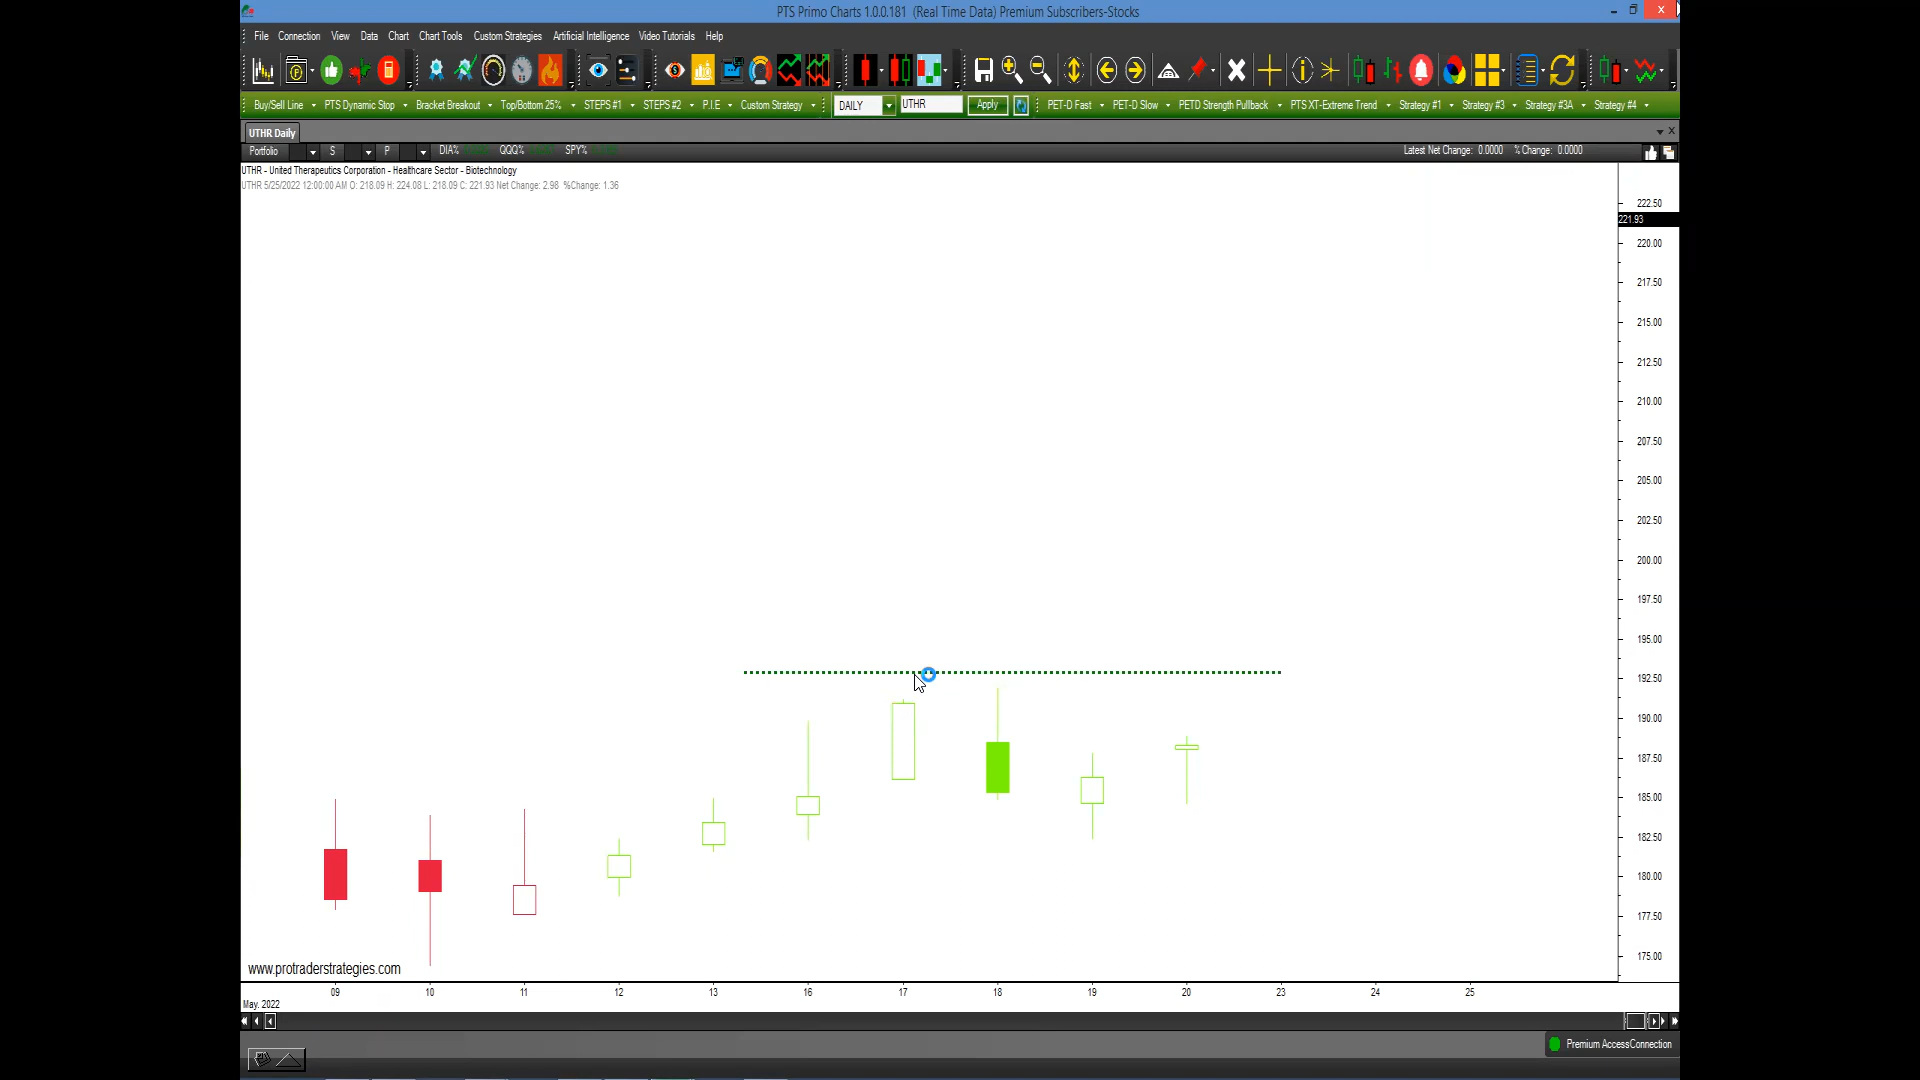 PTS Primo Charts 1.0.0.181 (Real Time Data) Premium Subscribers-Stocks
File Connection View Data Chart Chart Tools Custom Strategies Artificial Intelligence Video Tutorials Help
Buy/Sell Line PTS Dynamic Stop Bracket Breakout Top/Bottom 25% STEPS #1 STEPS #2 P.I.E Custom Strategy DAILY UTHR Apply PET-D Fast PET-D Slow PETD Strength Pullback PTS XT-Extreme Trend Strategy #1 Strategy #3 Strategy #3A Strategy #4
UTHR Daily
Portfolio S P DIA% QQQ% SPY% Latest Net Change: 0.0000 % Change: 0.0000
UTHR - United Therapeutics Corporation - Healthcare Sector - Biotechnology
UTHR 5/25/2022 12:00:00 AM O: 218.09 H: 224.08 L: 218.09 C: 221.93 Net Change: 2.98 %Change: 1.36
222.50
221.93
220.00
217.50
215.00
212.50
210.00
207.50
205.00
202.50
200.00
197.50
195.00
192.50
190.00
187.50
185.00
182.50
180.00
177.50
175.00
www.protraderstrategies.com
09 10 11 12 13 16 17 18 19 20 23 24 25
May. 2022
Premium AccessConnection